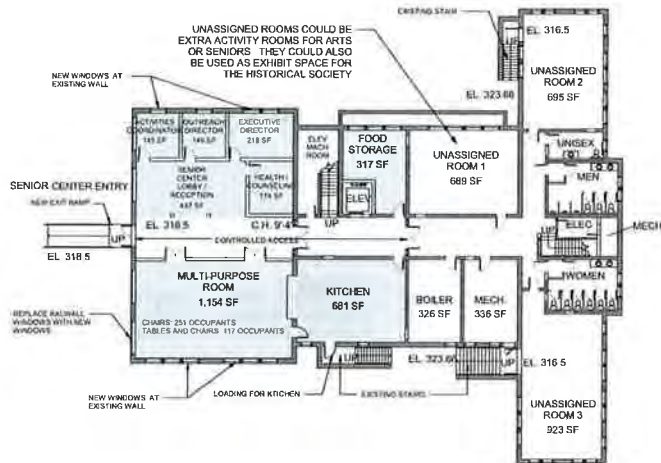 EXISTING STAIR
UNASSIGNED ROOMS COULD BE
EXTRA ACTIVITY ROOMS FOR ARTS
OR SENIORS THEY COULD ALSO
BE USED AS EXHIBIT SPACE FOR
THE HISTORICAL SOCIETY
UP
EL. 316.5
UNASSIGNED
ROOM 2
695 SF
EL. 323.66
NEW WINDOWS AT
EXISTING WALL
ACTIVITIES
COORDINATOR
OUTREACH
DIRECTOR
EXECUTIVE
DIRECTOR
218 SF
ELEV
MACH
ROOM
FOOD
STORAGE
317 SF
UNASSIGNED
ROOM 1
689 SF
UNISEX
MEN
SENIOR
CENTER
LOBBY /
RECEPTION
HEALTH /
COUNSELING
ELEV
SENIOR CENTER ENTRY
NEW EXIT RAMP
UP
EL 318.5
EL 318.5
C.H. 9'-4"
UP
CONTROLLED ACCESS
ELEC
MECH
UP
MULTI-PURPOSE
ROOM
1,154 SF
KITCHEN
681 SF
BOILER
326 SF
MECH.
336 SF
WOMEN
CHAIRS: 251 OCCUPANTS
TABLES AND CHAIRS 117 OCCUPANTS
REPLACE KALWALL
WINDOWS WITH NEW
WINDOWS
UP
EL 323.66
UP
EL 316.5
NEW WINDOWS AT
EXISTING WALL
LOADING FOR KITCHEN
EXISTING STAIRS
UNASSIGNED
ROOM 3
923 SF